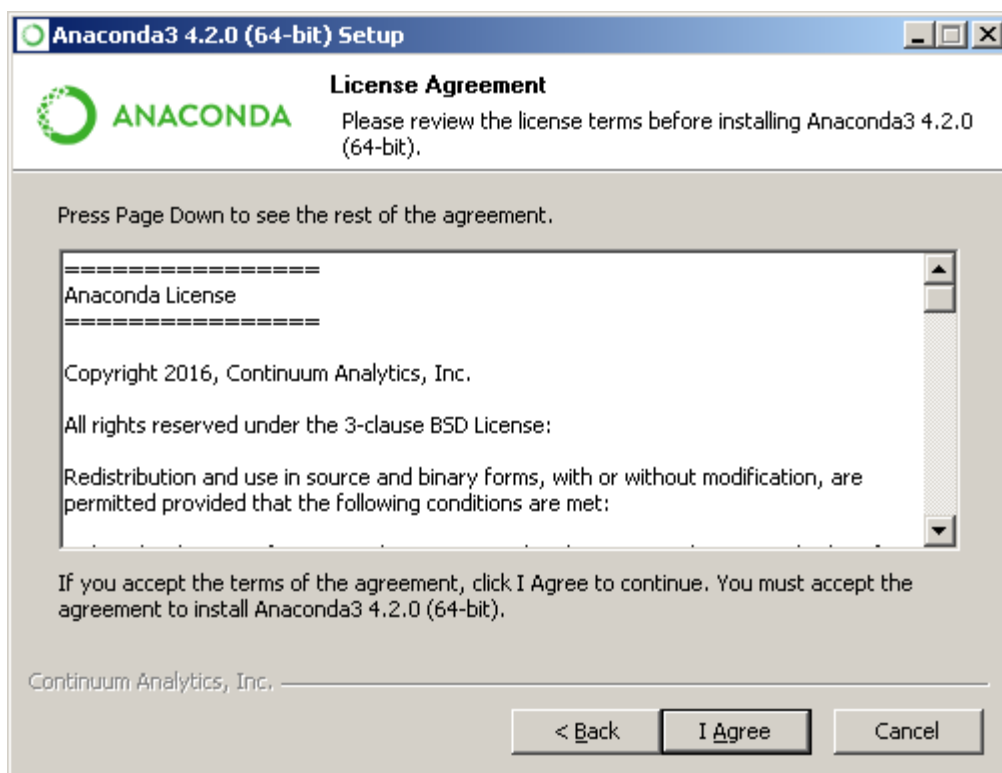 Anaconda3 4.2.0 (64-bit) Setup
ANACONDA
License Agreement
Please review the license terms before installing Anaconda3 4.2.0
(64-bit).
Press Page Down to see the rest of the agreement.
================
Anaconda License
================
Copyright 2016, Continuum Analytics, Inc.
All rights reserved under the 3-clause BSD License:
Redistribution and use in source and binary forms, with or without modification, are
permitted provided that the following conditions are met:
If you accept the terms of the agreement, click I Agree to continue. You must accept the
agreement to install Anaconda3 4.2.0 (64-bit).
Continuum Analytics, Inc.
< Back
I Agree
Cancel